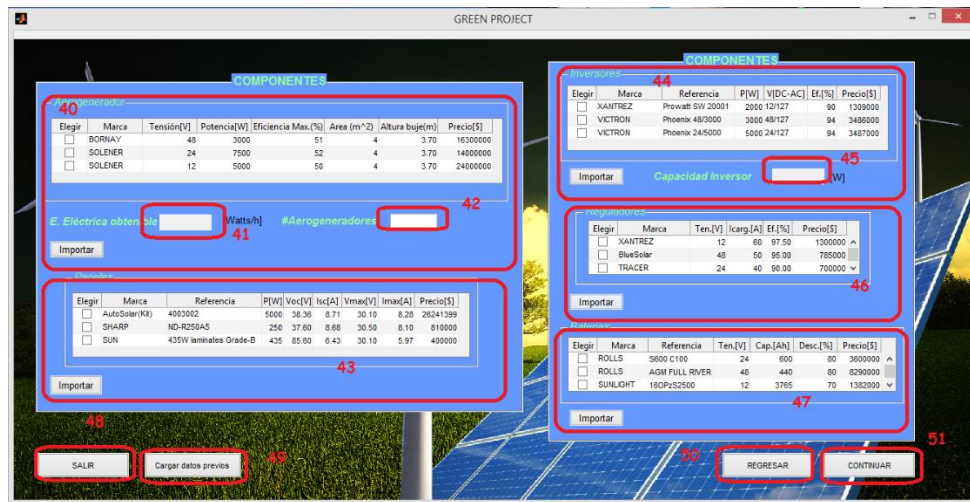 GREEN PROJECT
COMPONENTES
40
Aerogenerador
Elegir Marca Tensión[V] Potencia[W] Eficiencia Max.(%) Area (m^2) Altura buje(m) Precio[$]
BORNAY 48 3000 51 4 3.70 16300000
SOLENER 24 7500 52 4 3.70 14000000
SOLENER 12 5000 50 4 3.70 24000000
E. Eléctrica obtenible Watts/h] #Aerogeneradores
41
42
Importar
Paneles
Elegir Marca Referencia P[W] Voc[V] Isc[A] Vmax[V] Imax[A] Precio[$]
AutoSolar(Kit) 4003002 5000 38.36 8.71 30.10 8.28 26241399
SHARP ND-R250A5 250 37.60 8.68 30.50 8.10 810000
SUN 435W laminates Grade-B 435 85.60 6.43 30.10 5.97 400000
43
Importar
COMPONENTES
Inversores
44
Elegir Marca Referencia P[W] V[DC-AC] Ef.[%] Precio[$]
XANTREZ Prowatt SW 20001 2000 12/127 90 1309000
VICTRON Phoenix 48/3000 3000 48/127 94 3486000
VICTRON Phoenix 24/5000 5000 24/127 94 3487000
45
Importar Capacidad Inversor [W]
Reguladores
Elegir Marca Ten.[V] Icarg.[A] Ef.[%] Precio[$]
XANTREZ 12 60 97.50 1300000
BlueSolar 48 50 95.00 785000
TRACER 24 40 90.00 700000
46
Importar
Baterias
Elegir Marca Referencia Ten.[V] Cap.[Ah] Desc.[%] Precio[$]
ROLLS S600 C100 24 600 80 3600000
ROLLS AGM FULL RIVER 48 440 80 8290000
SUNLIGHT 16OPzS2500 12 3765 70 1382000
47
Importar
48
SALIR
49
Cargar datos previos
50
REGRESAR
51
CONTINUAR